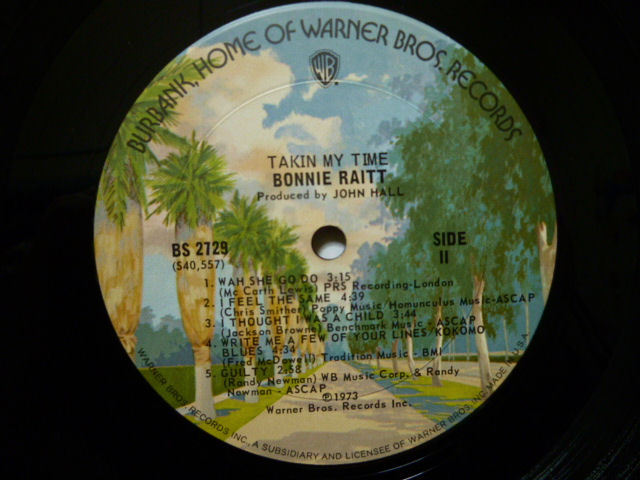 BURBANK, HOME OF WARNER BROS. RECORDS
WB
TAKIN MY TIME
BONNIE RAITT
Produced by JOHN HALL
BS 2729
(S40,557)
SIDE
II
1. WAH SHE GO DO 3:15
(Mc Carth Lewis) PRS Recording-London
2. I FEEL THE SAME 4:39
(Chris Smither) Poppy Music/Homunculus Music-ASCAP
3. I THOUGHT I WAS A CHILD 3:44
(Jackson Browne) Benchmark Music - ASCAP
4. WRITE ME A FEW OF YOUR LINES/KOKOMO
BLUES 4:34
(Fred McDowell) Tradition Music - BMI
5. GUILTY 2:58
(Randy Newman) WB Music Corp. & Randy
Newman - ASCAP
℗1973
Warner Bros. Records Inc.
WARNER BROS. RECORDS INC., A SUBSIDIARY AND LICENSEE OF WARNER BROS. INC. MADE IN U.S.A.